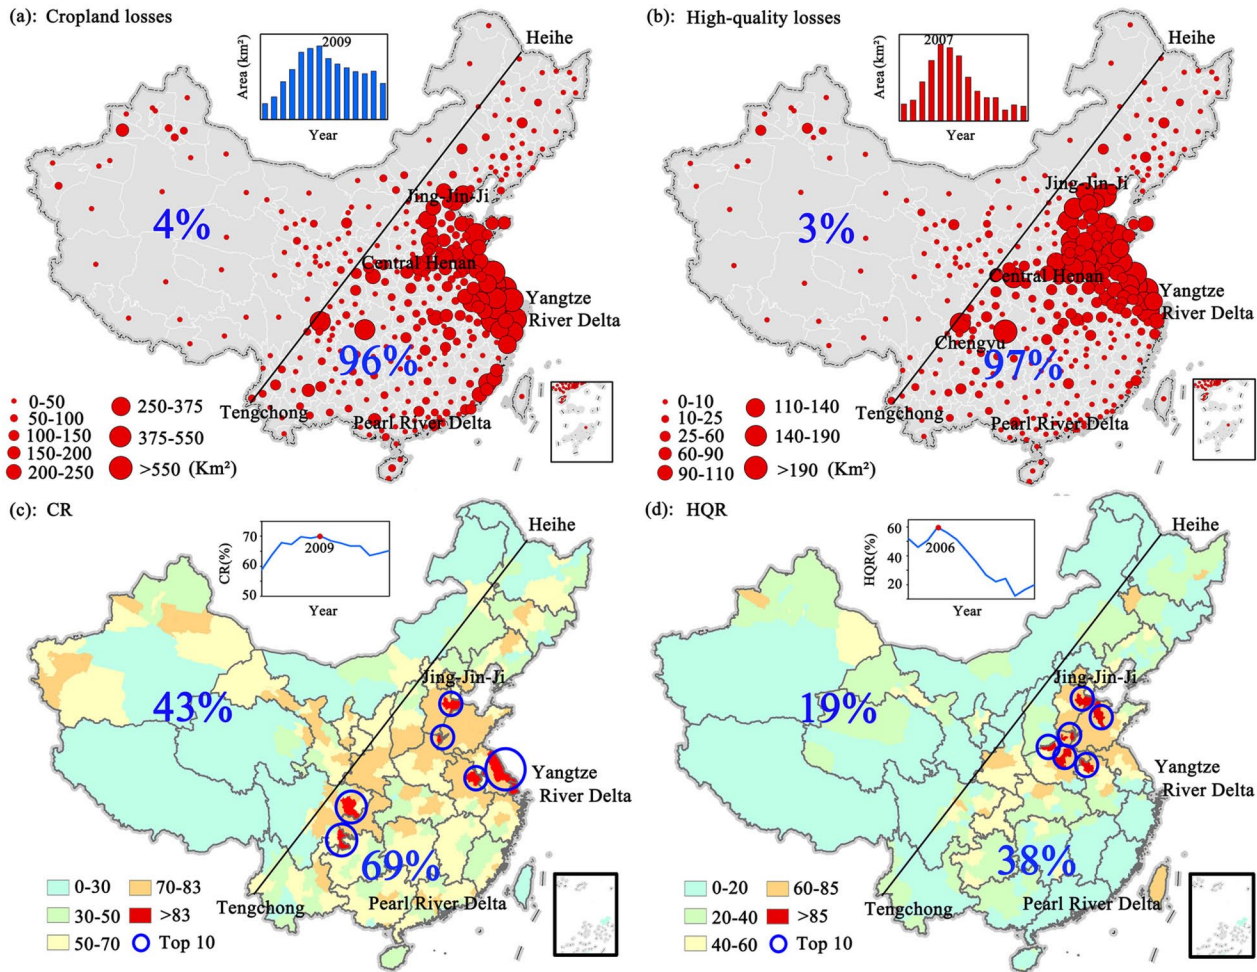 (a): Cropland losses
Area (km²)
2009
Year
Heihe
Jing-Jin-Ji
4%
Central Henan
Yangtze
River Delta
96%
Tengchong
Pearl River Delta
0-50
50-100
100-150
150-200
200-250
250-375
375-550
>550 (Km²)
(b): High-quality losses
Area (km²)
2007
Year
Heihe
Jing-Jin-Ji
3%
Central Henan
Yangtze
River Delta
Chengyu
97%
Tengchong
Pearl River Delta
0-10
10-25
25-60
60-90
90-110
110-140
140-190
>190 (Km²)
(c): CR
CR(%)
70
60
50
2009
Year
Heihe
Jing-Jin-Ji
43%
Yangtze
River Delta
69%
Tengchong
Pearl River Delta
0-30
30-50
50-70
70-83
>83
Top 10
(d): HQR
HQR(%)
60
40
20
2006
Year
Heihe
Jing-Jin-Ji
19%
Yangtze
River Delta
38%
Tengchong
Pearl River Delta
0-20
20-40
40-60
60-85
>85
Top 10